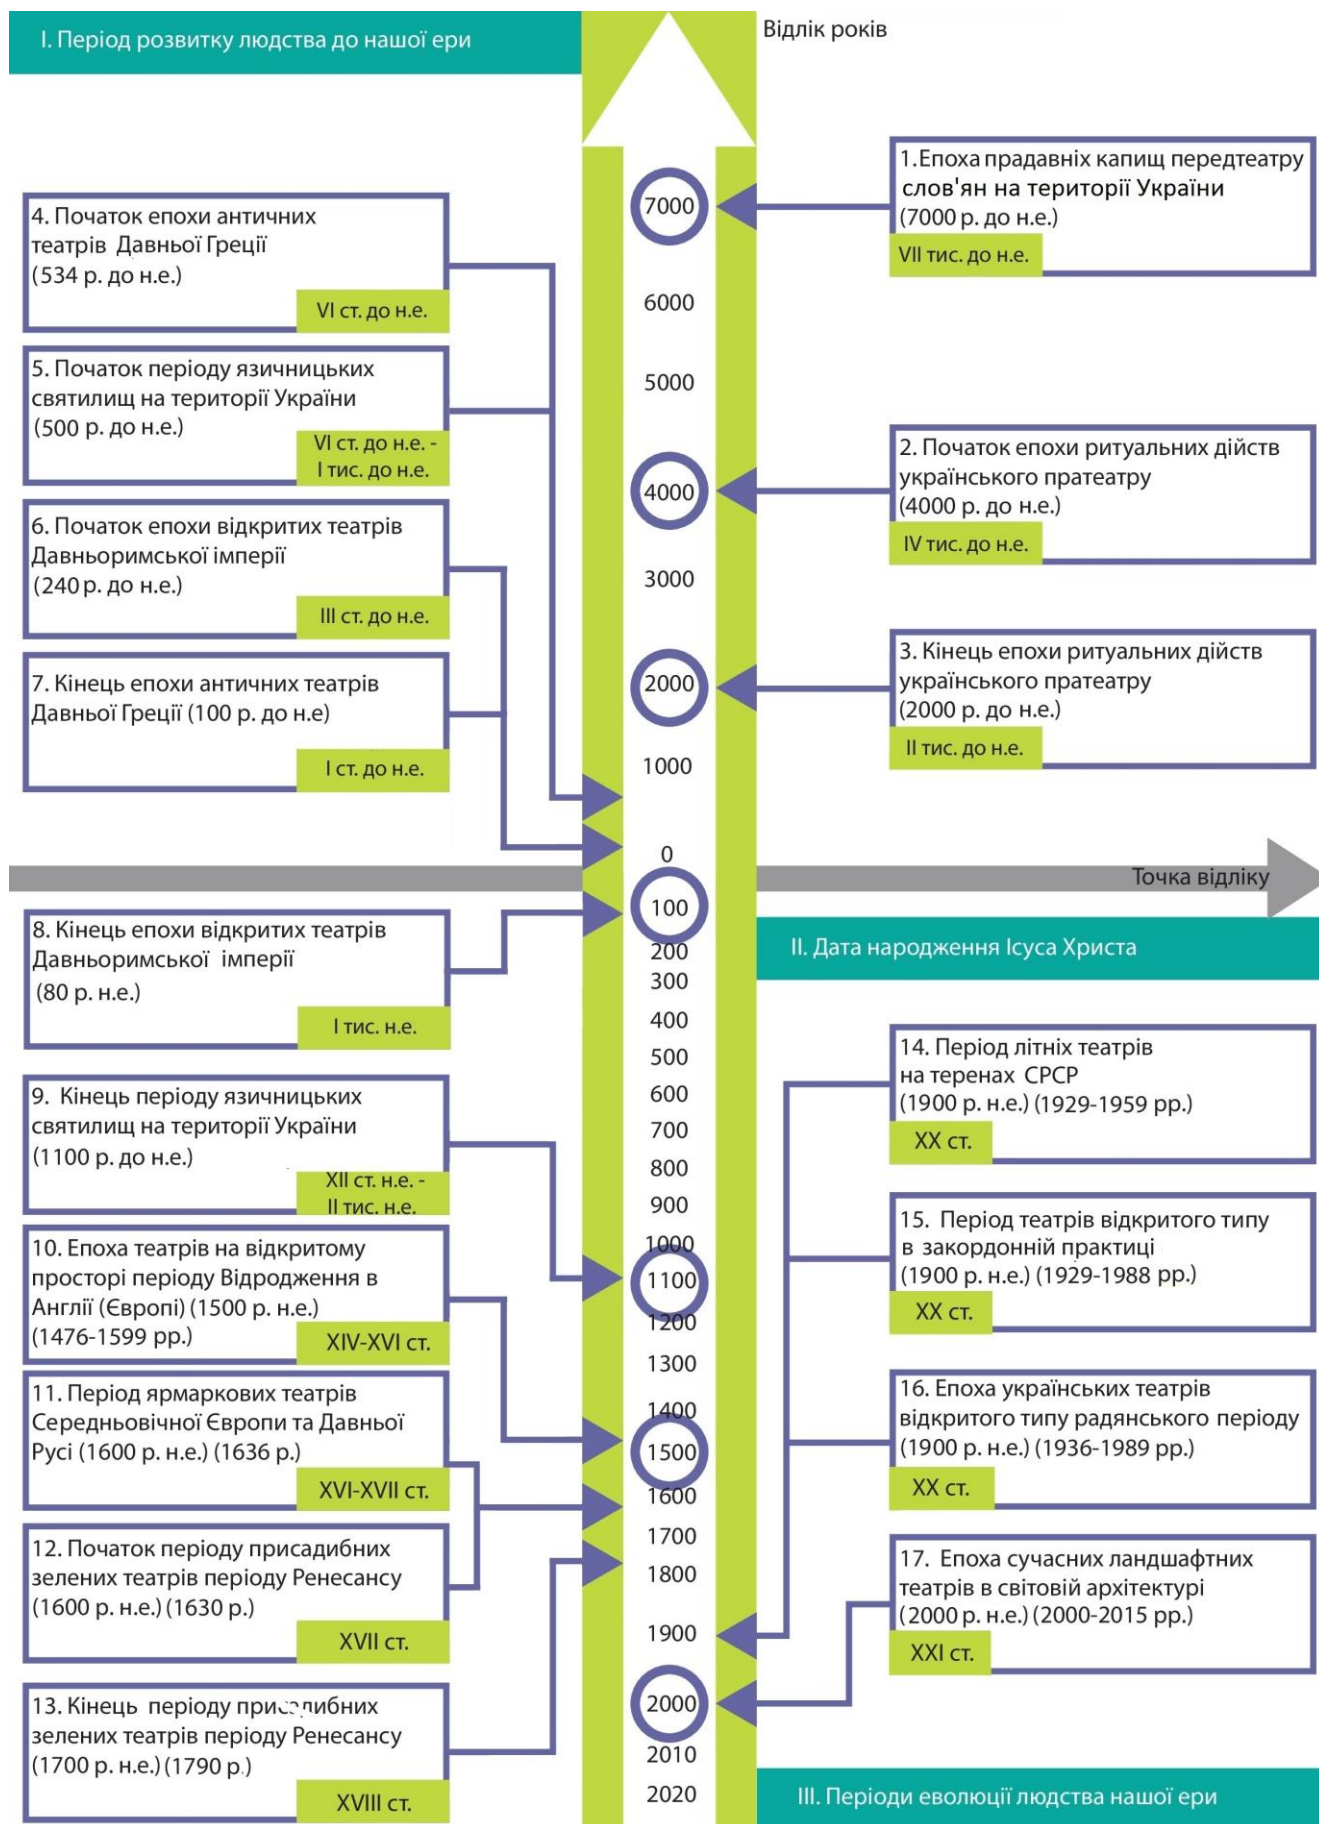 І. Період розвитку людства до нашої ери
Відлік років
4. Початок епохи античних
театрів Давньої Греції
(534 р. до н.е.)
VI ст. до н.е.
5. Початок періоду язичницьких
святилищ на території України
(500 р. до н.е.)
VI ст. до н.е. -
І тис. до н.е.
6. Початок епохи відкритих театрів
Давньоримської імперії
(240 р. до н.е.)
III ст. до н.е.
7. Кінець епохи античних театрів
Давньої Греції (100 р. до н.е)
І ст. до н.е.
7000
6000
5000
4000
3000
2000
1000
0
1.Епоха прадавніх капищ передтеатру
слов'ян на території України
(7000 р. до н.е.)
VII тис. до н.е.
2. Початок епохи ритуальних дійств
українського пратеатру
(4000 р. до н.е.)
IV тис. до н.е.
3. Кінець епохи ритуальних дійств
українського пратеатру
(2000 р. до н.е.)
II тис. до н.е.
Точка відліку
8. Кінець епохи відкритих театрів
Давньоримської імперії
(80 р. н.е.)
І тис. н.е.
9. Кінець періоду язичницьких
святилищ на території України
(1100 р. до н.е.)
XII ст. н.е. -
II тис. н.е.
10. Епоха театрів на відкритому
просторі періоду Відродження в
Англії (Європі) (1500 р. н.е.)
(1476-1599 рр.)
XIV-XVI ст.
11. Період ярмаркових театрів
Середньовічної Європи та Давньої
Русі (1600 р. н.е.) (1636 р.)
XVI-XVII ст.
12. Початок періоду присадибних
зелених театрів періоду Ренесансу
(1600 р. н.е.) (1630 р.)
XVII ст.
13. Кінець періоду присадибних
зелених театрів періоду Ренесансу
(1700 р. н.е.) (1790 р.)
XVIII ст.
100
200
300
400
500
600
700
800
900
1000
1100
1200
1300
1400
1500
1600
1700
1800
1900
2000
2010
2020
II. Дата народження Ісуса Христа
14. Період літніх театрів
на теренах СРСР
(1900 р. н.е.) (1929-1959 рр.)
XX ст.
15. Період театрів відкритого типу
в закордонній практиці
(1900 р. н.е.) (1929-1988 рр.)
XX ст.
16. Епоха українських театрів
відкритого типу радянського періоду
(1900 р. н.е.) (1936-1989 рр.)
XX ст.
17. Епоха сучасних ландшафтних
театрів в світовій архітектурі
(2000 р. н.е.) (2000-2015 рр.)
XXI ст.
III. Періоди еволюції людства нашої ери